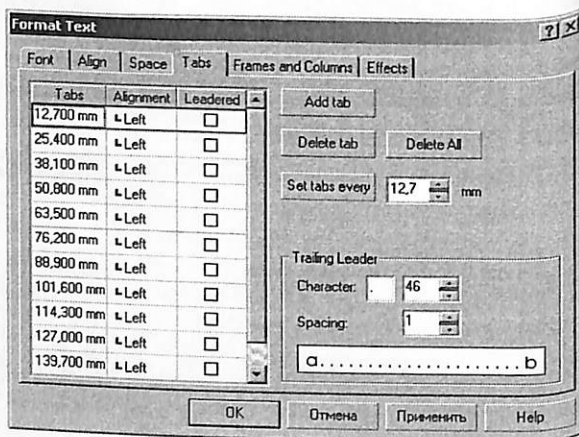 Format Text
? X
Font Align Space Tabs Frames and Columns Effects
Tabs Alignment Leadered
12,700 mm Left
25,400 mm Left
38,100 mm Left
50,800 mm Left
63,500 mm Left
76,200 mm Left
88,900 mm Left
101,600 mm Left
114,300 mm Left
127,000 mm Left
139,700 mm Left
Add tab
Delete tab Delete All
Set tabs every 12,7 mm
Trailing Leader
Character: . 46
Spacing: 1
a......................b
OK Отмена Применить Help